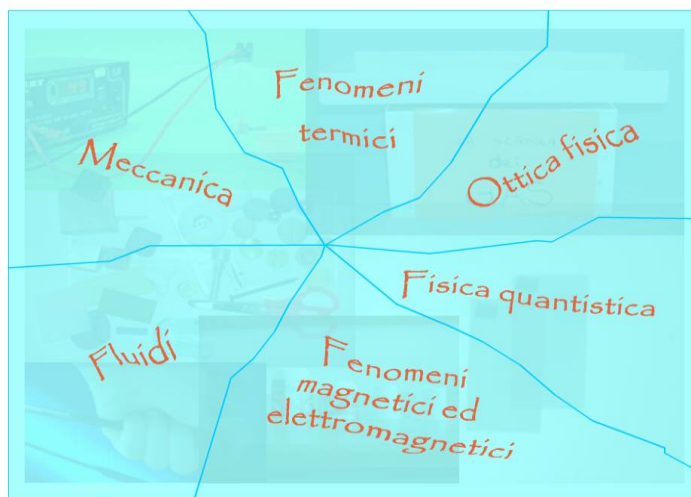 Fenomeni
termici
Meccanica
Ottica fisica
Fisica quantistica
Fluidi
Fenomeni
magnetici ed
elettromagnetici